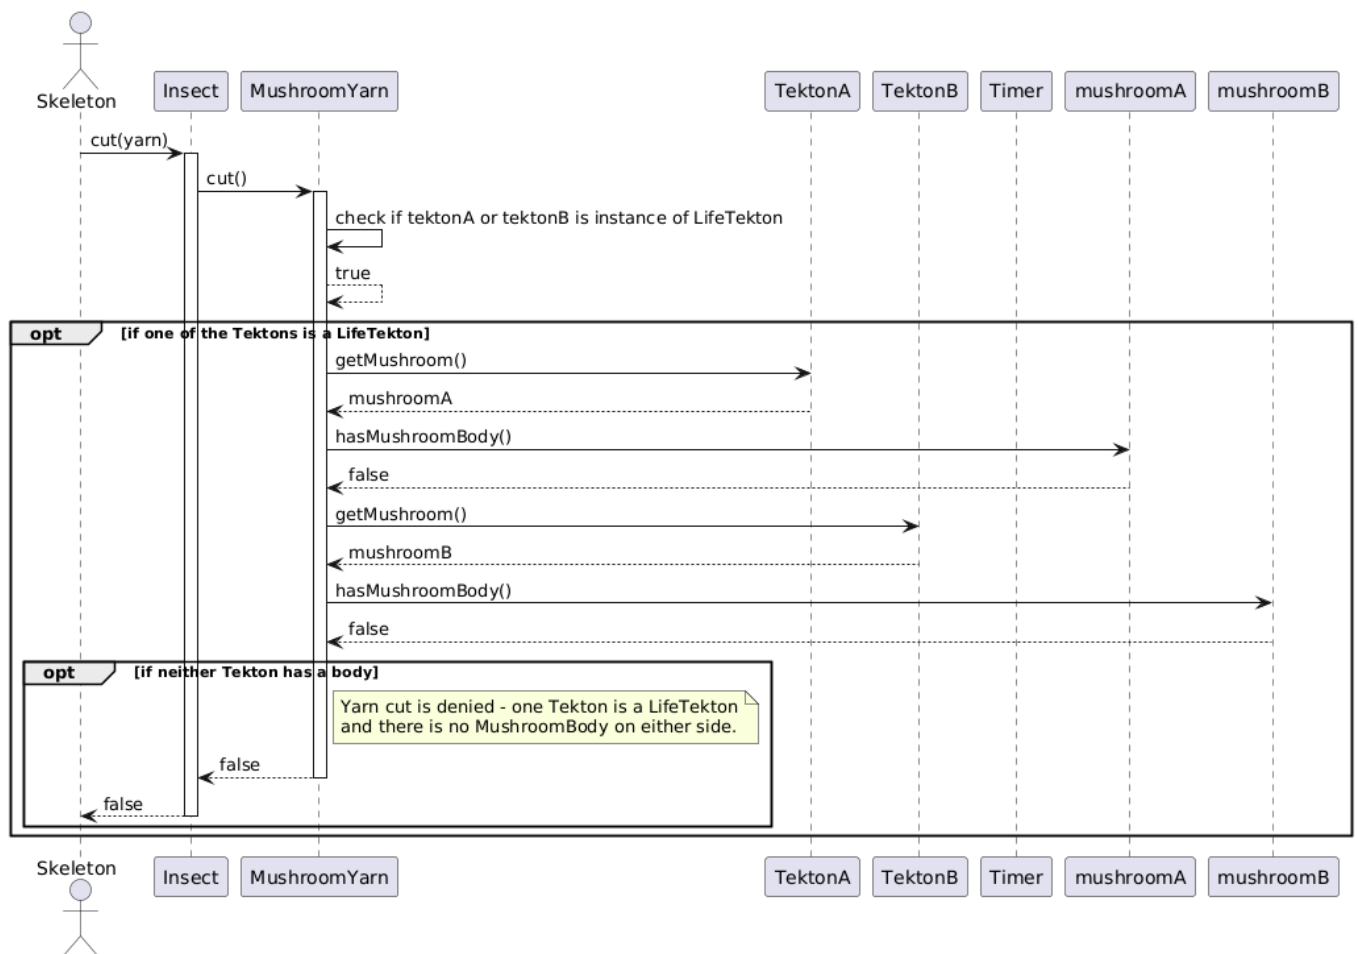 Skeleton
Insect
MushroomYarn
TektonA
TektonB
Timer
mushroomA
mushroomB
cut(yarn)
cut()
check if tektonA or tektonB is instance of LifeTekton
true
opt
[if one of the Tektons is a LifeTekton]
getMushroom()
mushroomA
hasMushroomBody()
false
getMushroom()
mushroomB
hasMushroomBody()
false
opt
[if neither Tekton has a body]
Yarn cut is denied - one Tekton is a LifeTekton
and there is no MushroomBody on either side.
false
false
Skeleton
Insect
MushroomYarn
TektonA
TektonB
Timer
mushroomA
mushroomB